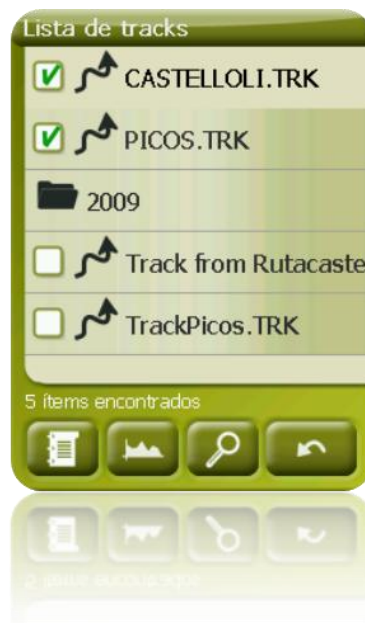 Lista de tracks
CASTELLOLI.TRK
PICOS.TRK
2009
Track from Rutacaste
TrackPicos.TRK
5 ítems encontrados